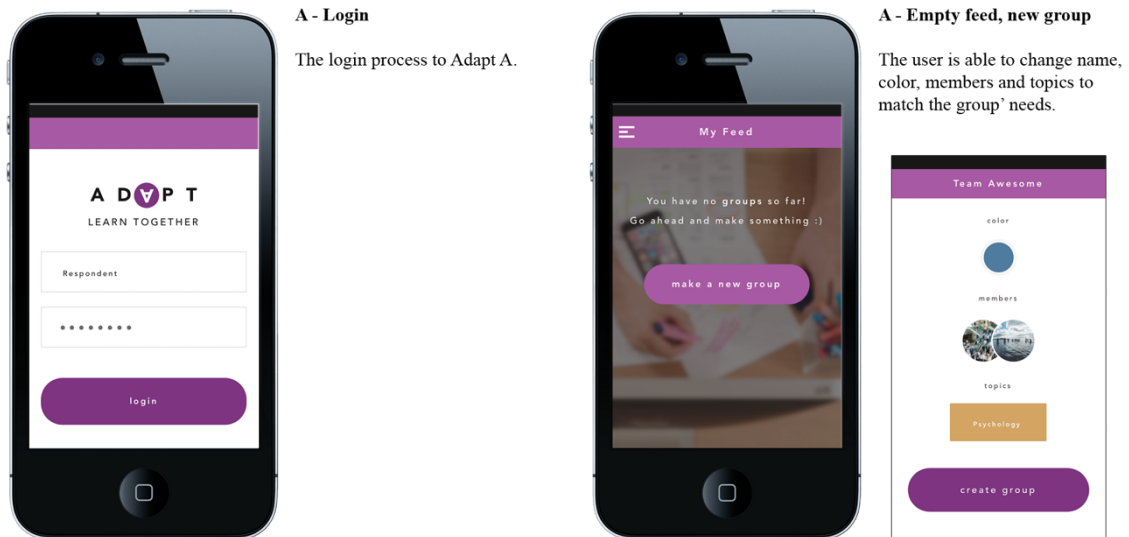 A - Login
The login process to Adapt A.
ADAPT
LEARN TOGETHER
Respondent
login
A - Empty feed, new group
The user is able to change name,
color, members and topics to
match the group’ needs.
My Feed
You have no groups so far!
Go ahead and make something :)
make a new group
Team Awesome
color
members
topics
Psychology
create group